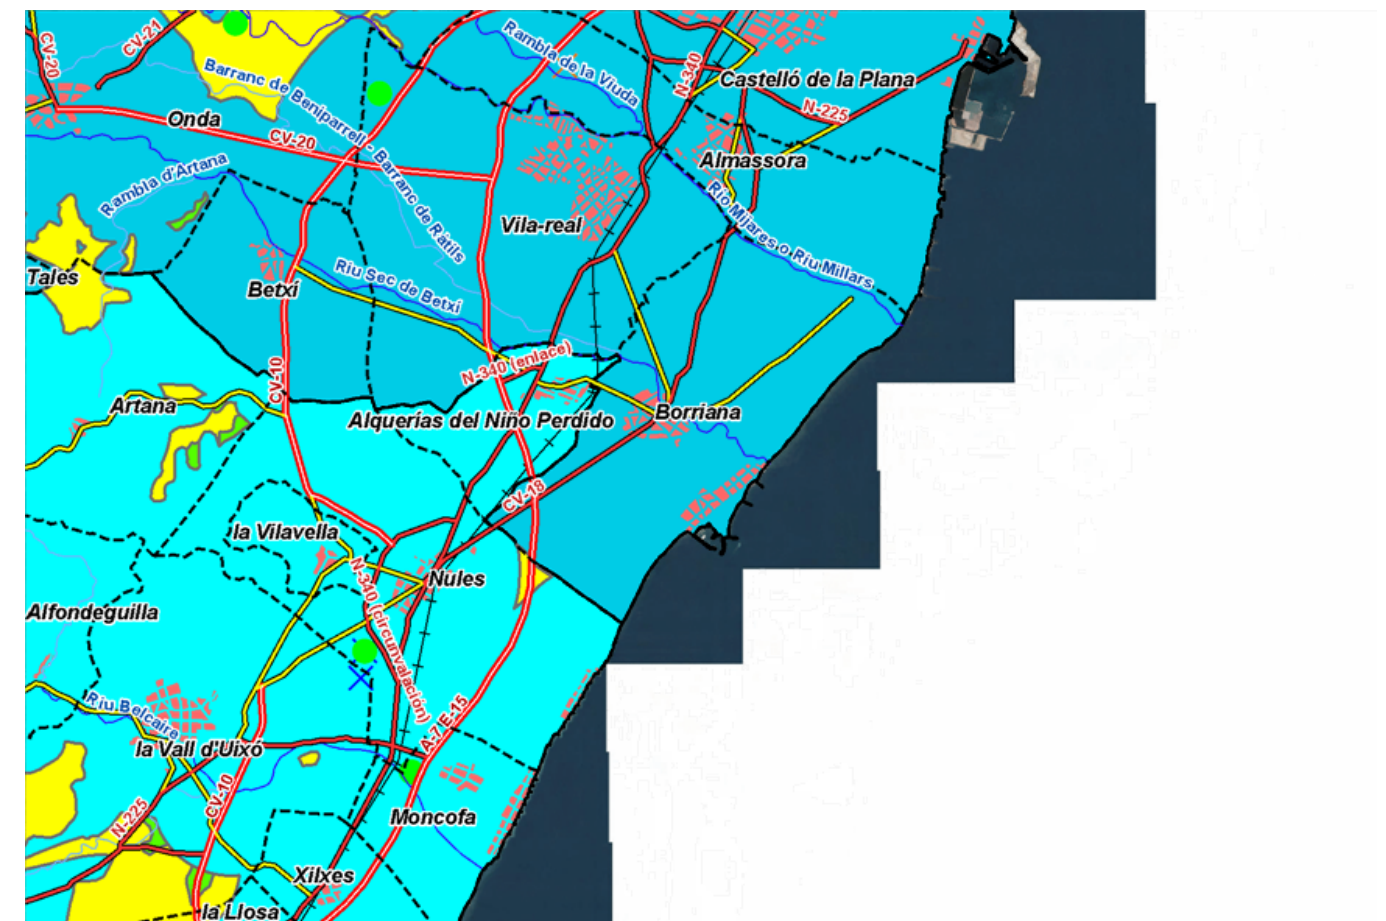 CV-20
CV-21
Rambla de la Viuda
N-340
Castelló de la Plana
Barranc de Beniparrell - Barranc de Ràtils
N-225
Onda
CV-20
Almassora
Rambla d'Artana
Río Mijares o Riu Millars
Vila-real
Tales
Betxí
Riu Sec de Betxí
N-340 (enlace)
CV-10
Artana
Alquerías del Niño Perdido
Borriana
CV-18
la Vilavella
Nules
N-340 (circunvalación)
Alfondeguilla
Riu Belcaire
A-7 E-15
la Vall d'Uixó
CV-10
N-225
Moncofa
Xilxes
la Llosa